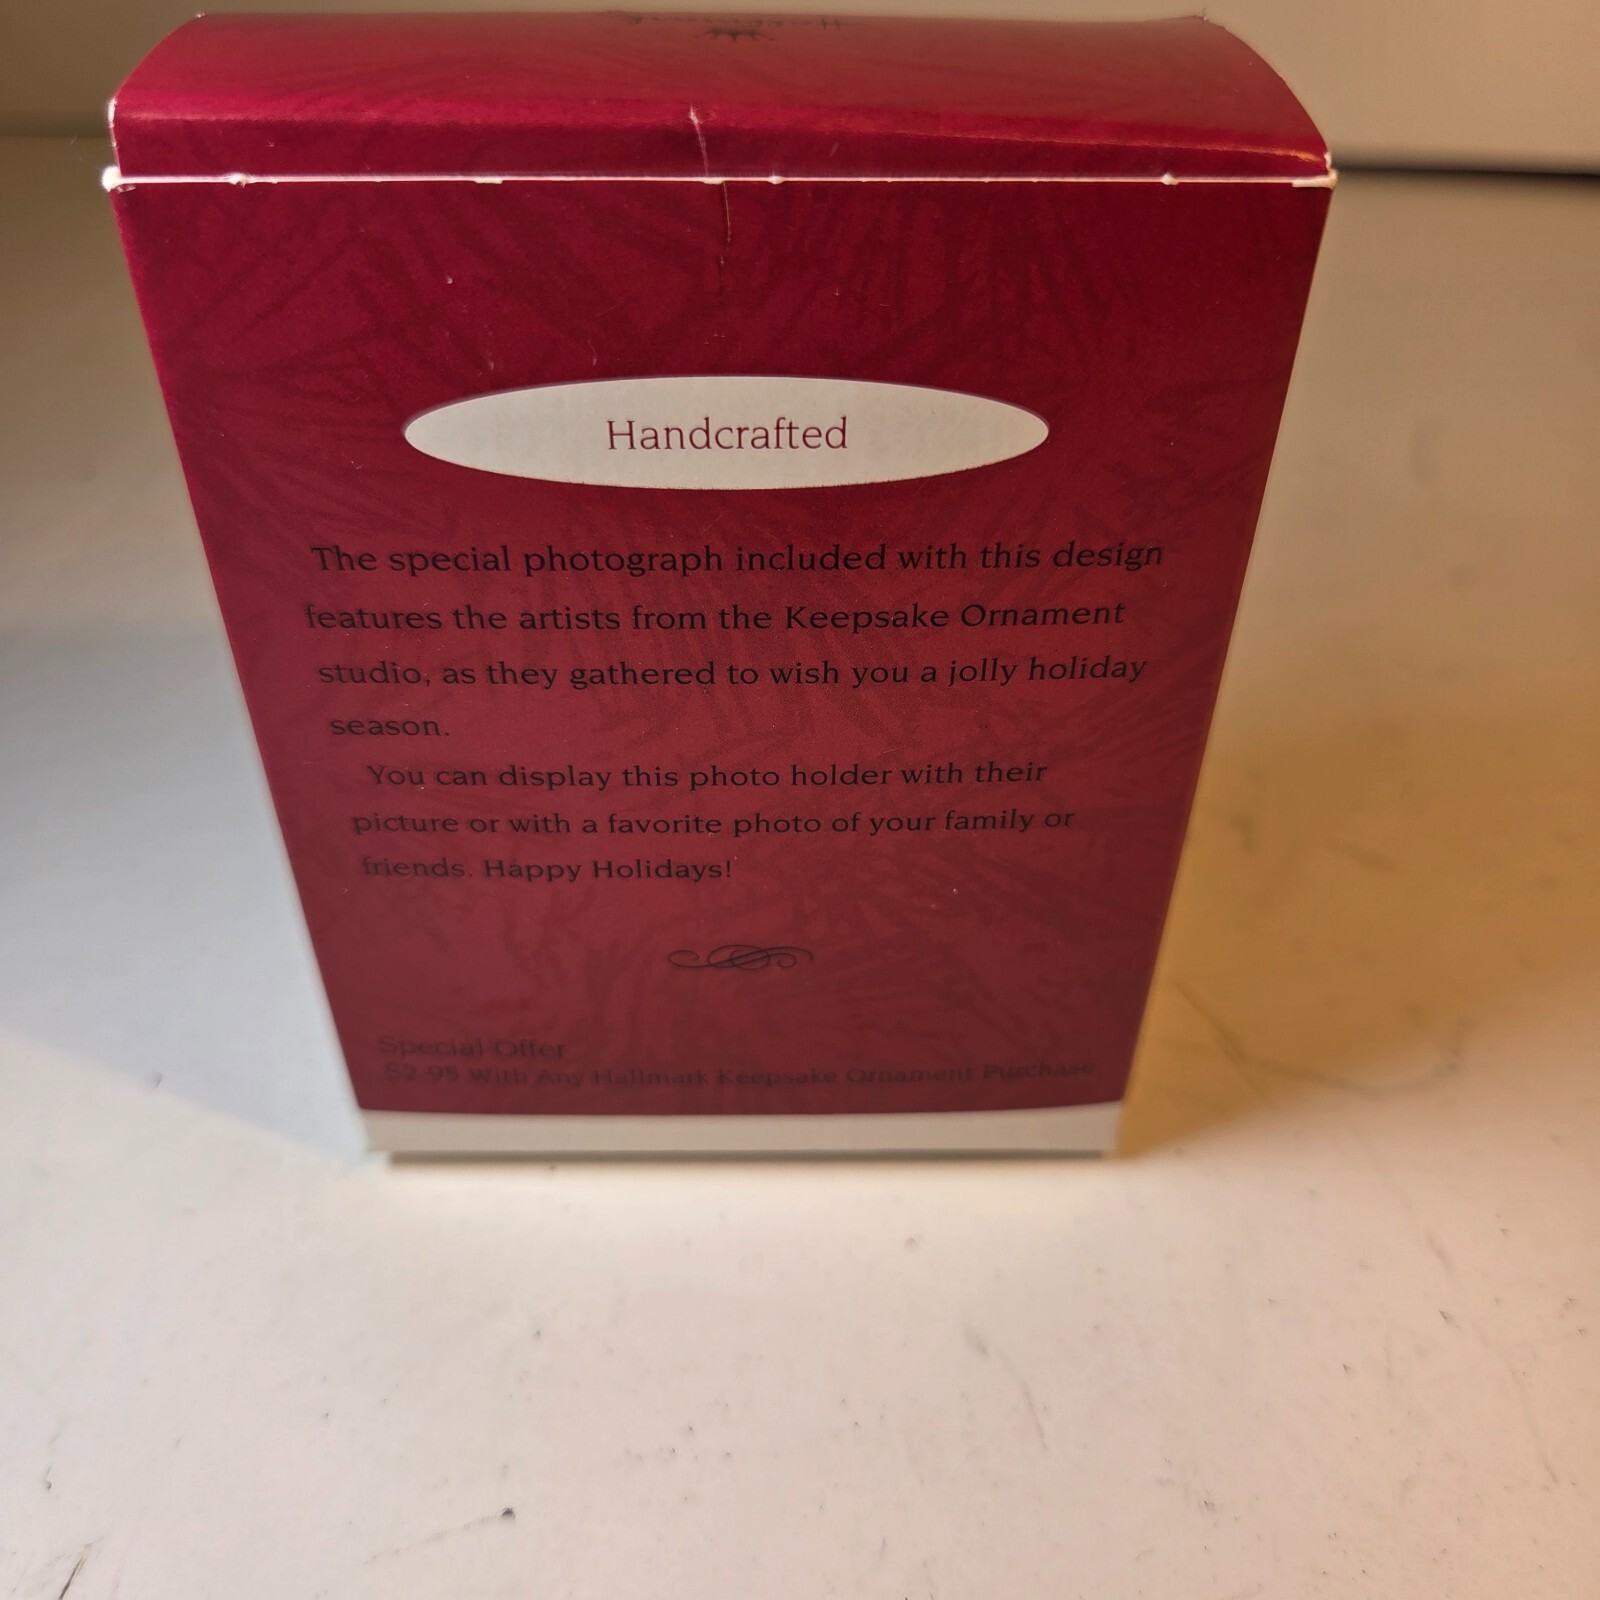 Hallmark
Handcrafted
The special photograph included with this design
features the artists from the Keepsake Ornament
studio, as they gathered to wish you a jolly holiday
season.
You can display this photo holder with their
picture or with a favorite photo of your family or
friends. Happy Holidays!
Special Offer
$2.95 With Any Hallmark Keepsake Ornament Purchase